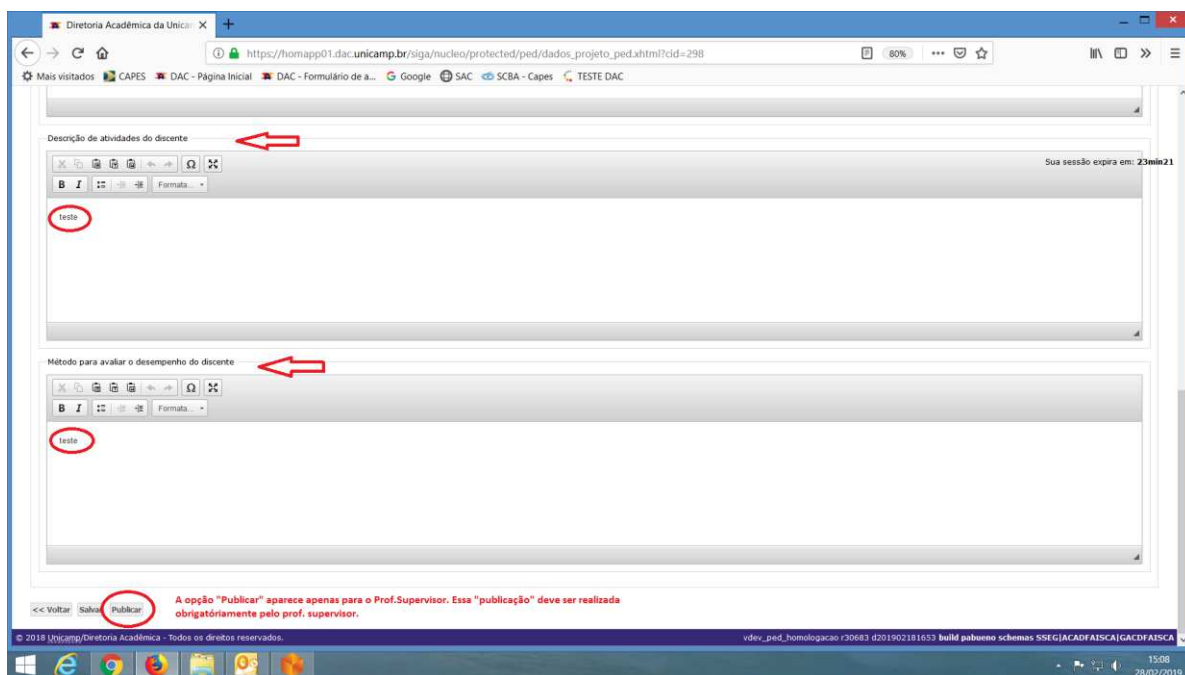 Diretoria Acadêmica da Unicam
https://homapp01.dac.unicamp.br/siga/nucleo/protected/ped/dados_projeto_ped.xhtml?cid=298
80%
Mais visitados CAPES DAC - Página Inicial DAC - Formulário de a... Google SAC SCBA - Capes TESTE DAC
Descrição de atividades do discente
Sua sessão expira em: 23min21
B I Formata...
teste
Método para avaliar o desempenho do discente
B I Formata...
teste
<< Voltar Salvar Publicar
A opção "Publicar" aparece apenas para o Prof.Supervisor. Essa "publicação" deve ser realizada
obrigatóriamente pelo prof. supervisor.
© 2018 Unicamp/Diretoria Acadêmica - Todos os direitos reservados. vdev_ped_homologacao r30683 d201902181653 build pabueno schemas SSEG|ACADFAISCA|GACDFAISCA
15:08
28/02/2019